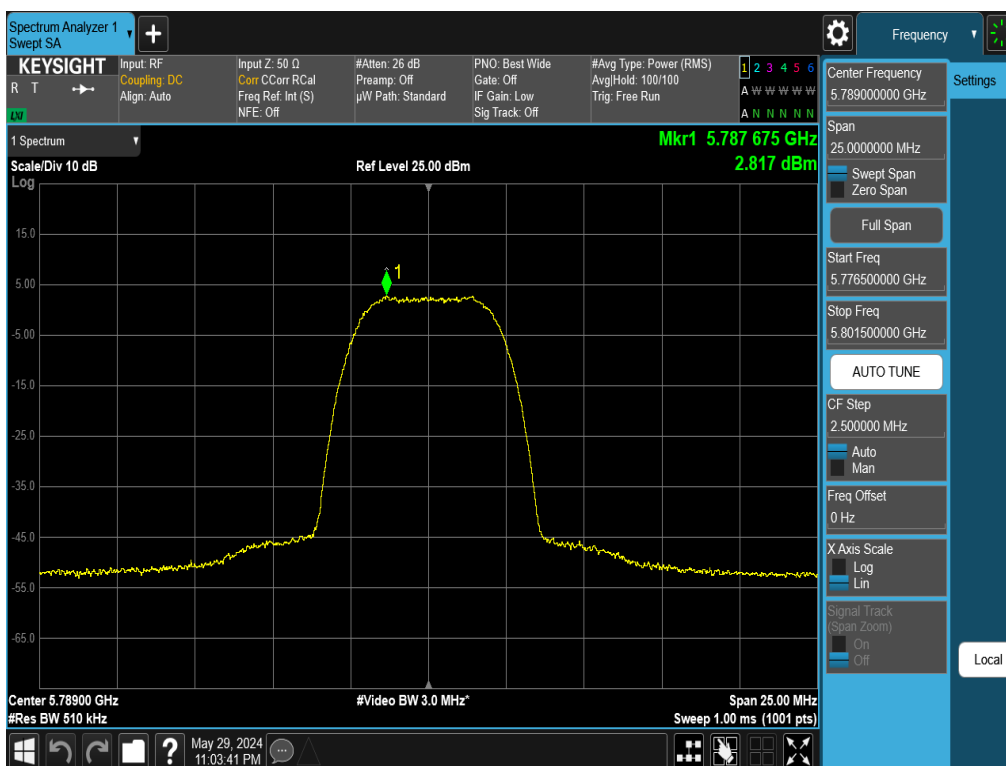 Spectrum Analyzer 1
Swept SA
+
Frequency
KEYSIGHT
R T
LXI
Input: RF
Coupling: DC
Align: Auto
Input Z: 50 Ω
Corr CCorr RCal
Freq Ref: Int (S)
NFE: Off
#Atten: 26 dB
Preamp: Off
µW Path: Standard
PNO: Best Wide
Gate: Off
IF Gain: Low
Sig Track: Off
#Avg Type: Power (RMS)
Avg|Hold: 100/100
Trig: Free Run
1 2 3 4 5 6
A W W W W W
A N N N N N
1 Spectrum
Scale/Div 10 dB
Log
Ref Level 25.00 dBm
Mkr1 5.787 675 GHz
2.817 dBm
1
15.0
5.00
-5.00
-15.0
-25.0
-35.0
-45.0
-55.0
-65.0
Center 5.78900 GHz
#Res BW 510 kHz
#Video BW 3.0 MHz*
Span 25.00 MHz
Sweep 1.00 ms (1001 pts)
Center Frequency
5.789000000 GHz
Span
25.0000000 MHz
Swept Span
Zero Span
Full Span
Start Freq
5.776500000 GHz
Stop Freq
5.801500000 GHz
AUTO TUNE
CF Step
2.500000 MHz
Auto
Man
Freq Offset
0 Hz
X Axis Scale
Log
Lin
Signal Track
(Span Zoom)
On
Off
Settings
Local
?
May 29, 2024
11:03:41 PM